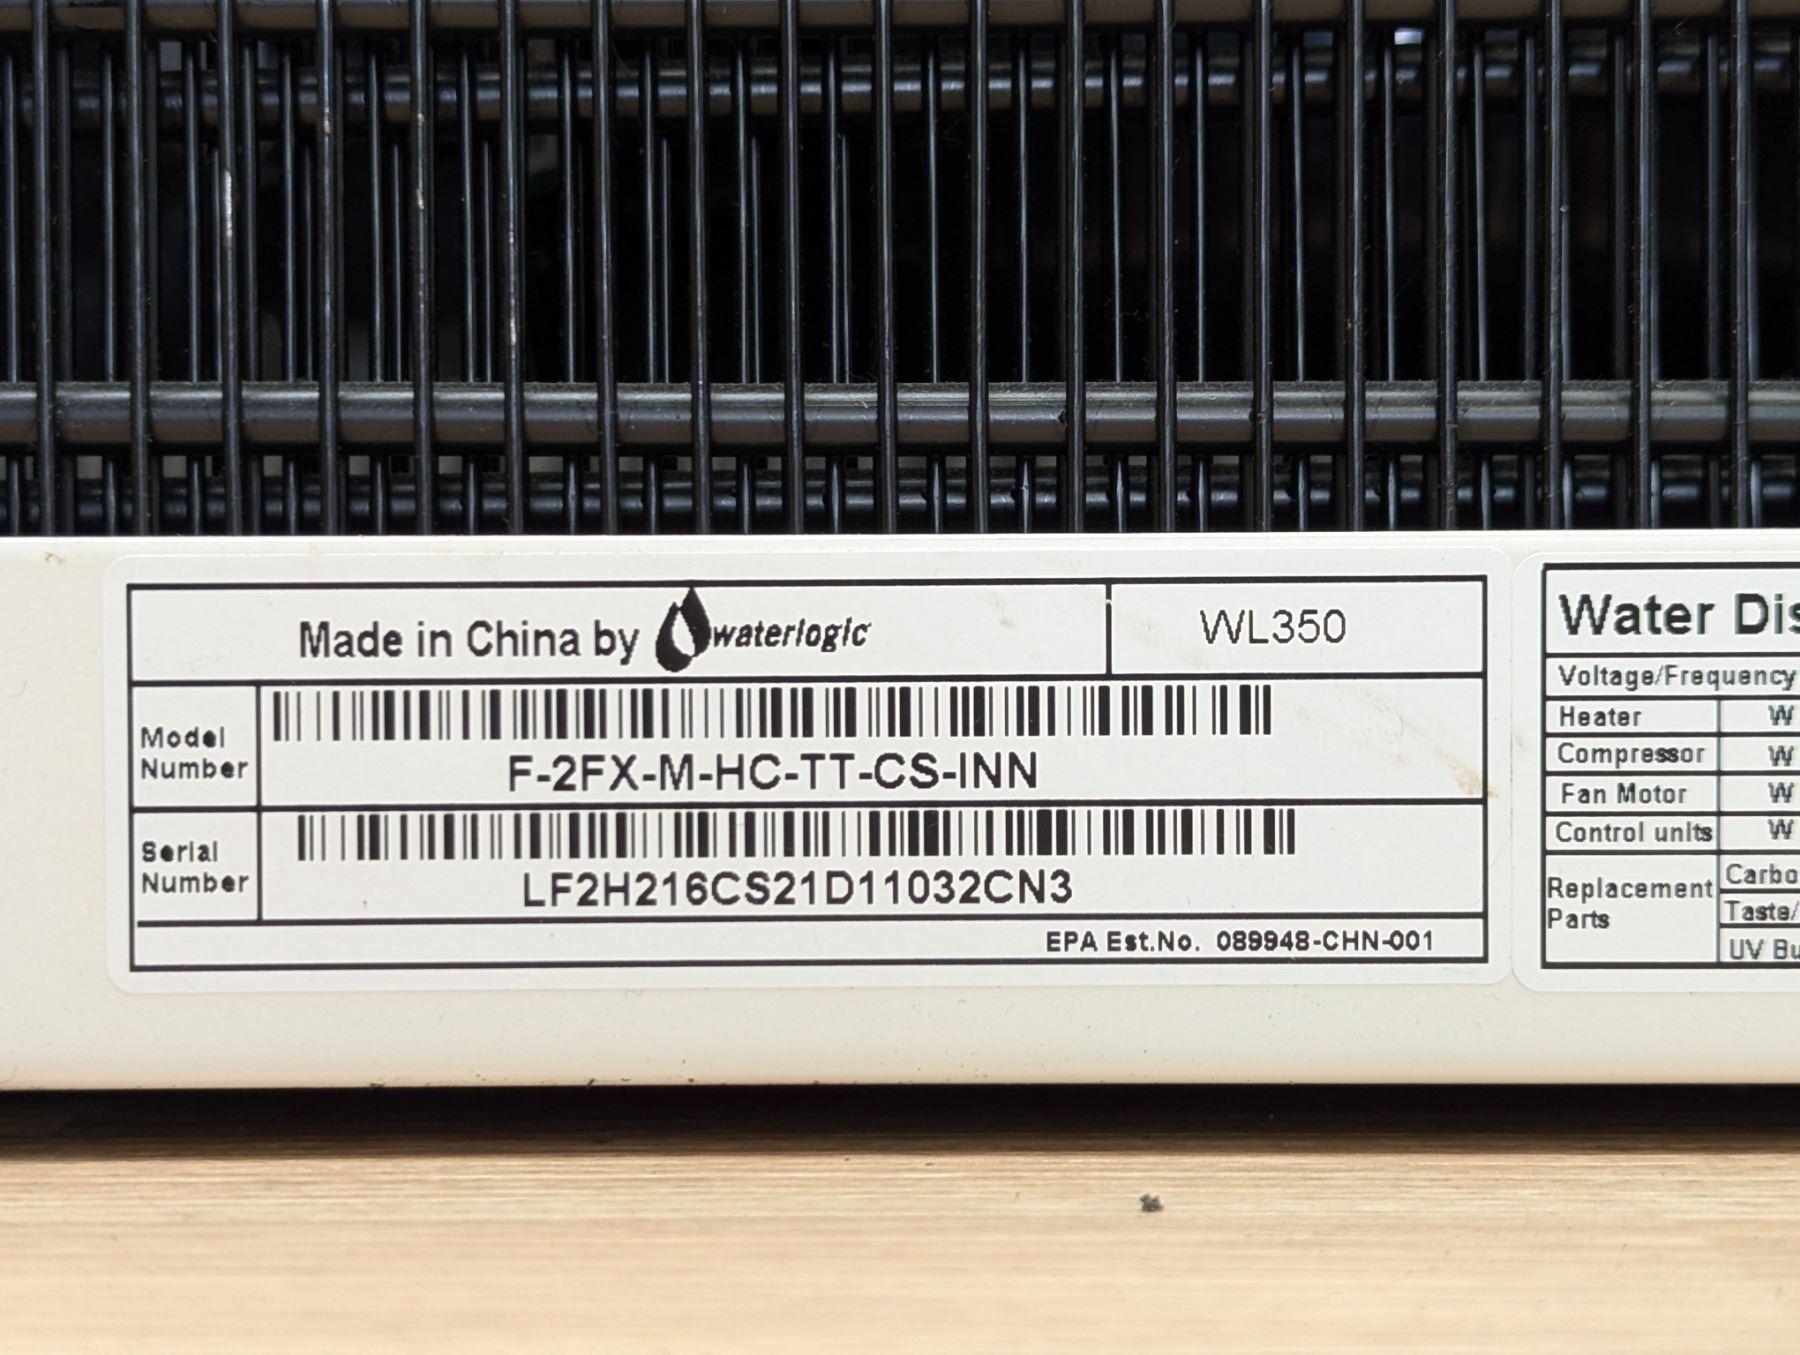 Made in China by waterlogic
WL350
Model
Number
F-2FX-M-HC-TT-CS-INN
Serial
Number
LF2H216CS21D11032CN3
EPA Est.No. 089948-CHN-001
Water Dis
Voltage/Frequency
Heater W
Compressor W
Fan Motor W
Control units W
Replacement
Parts
Carbo
Taste/
UV Bu